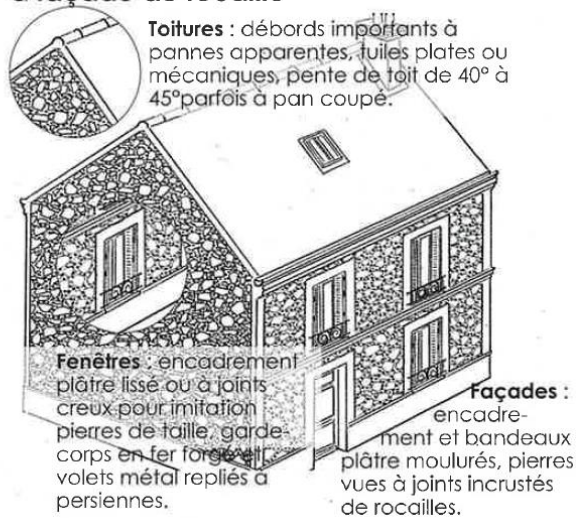 Toitures : débords importants à
pannes apparentes, tuiles plates ou
mécaniques, pente de toit de 40° à
45°parfois à pan coupé.
Fenêtres : encadrement
plâtre lissé ou à joints
creux pour imitation
pierres de taille, garde-
corps en fer forgé et
volets métal repliés à
persiennes.
Façades :
encadre-
ment et bandeaux
plâtre moulurés, pierres
vues à joints incrustés
de rocailles.